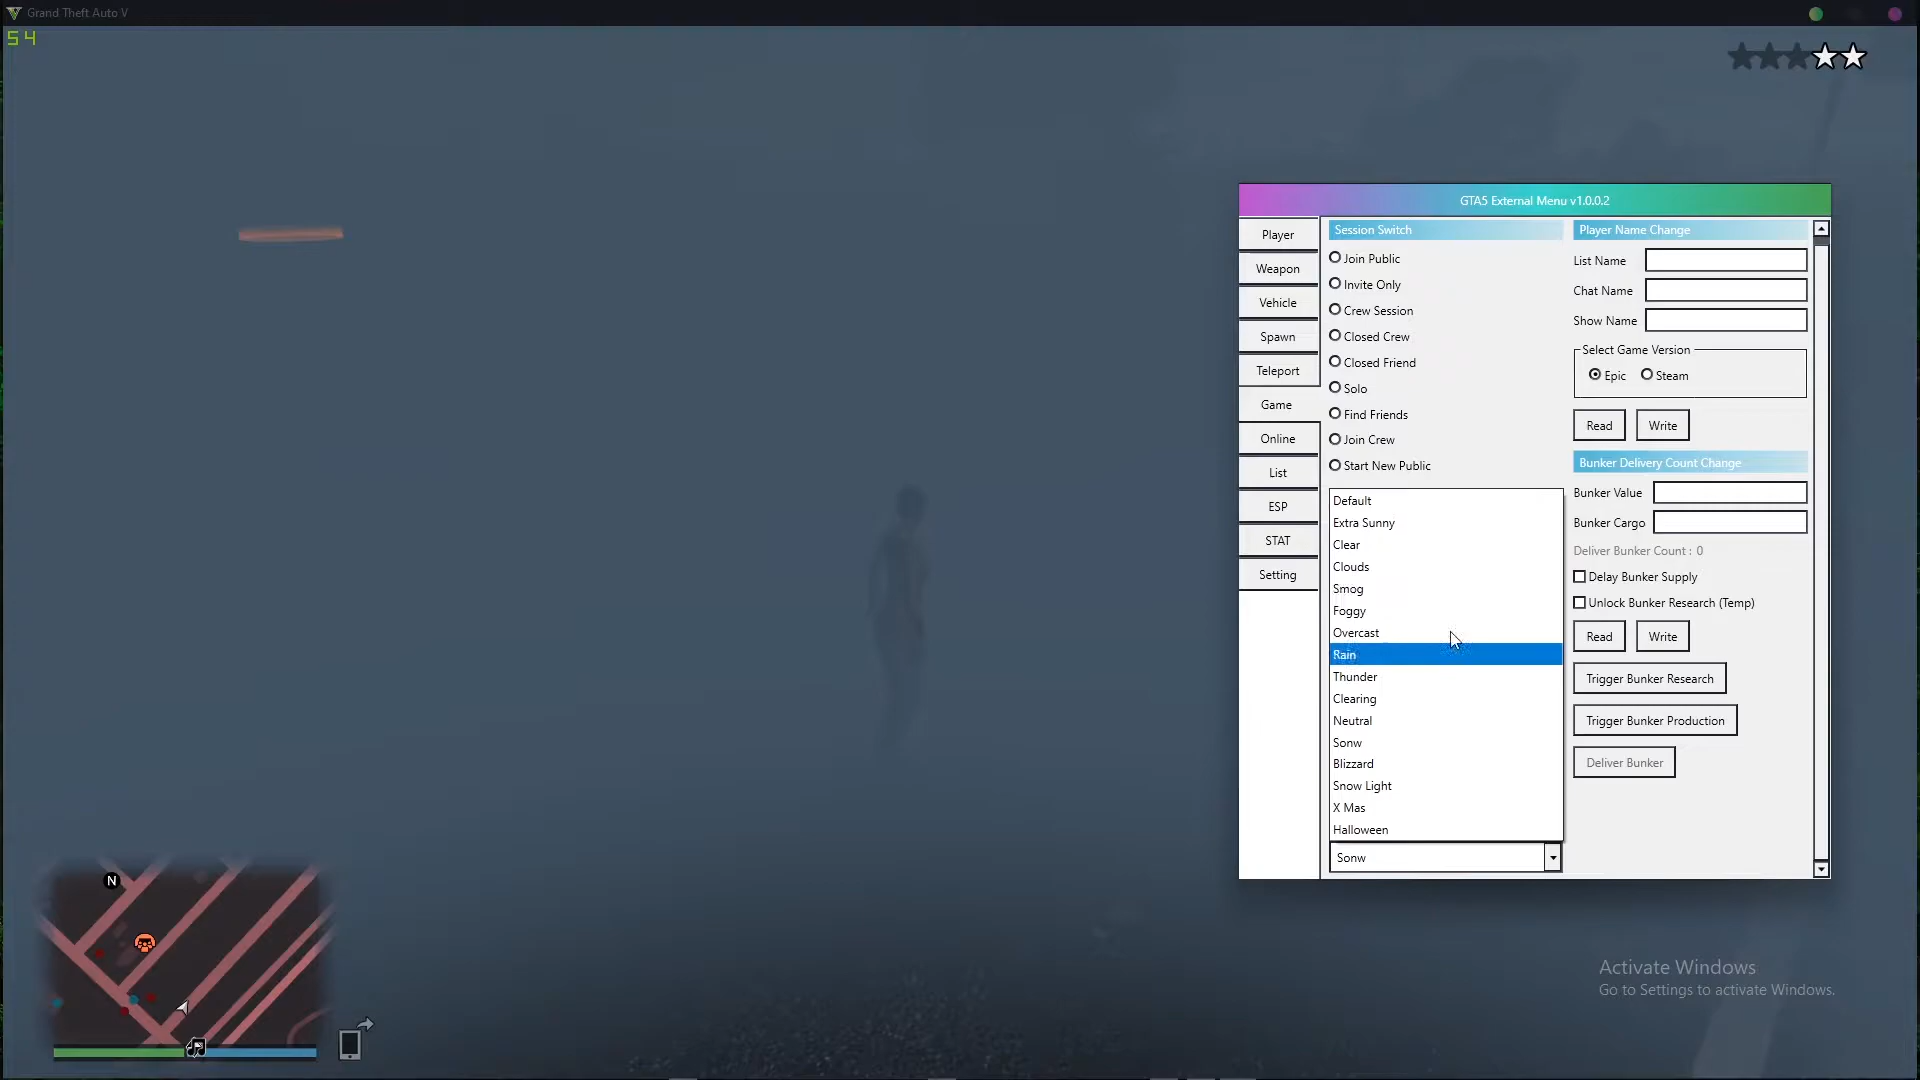 Grand Theft Auto V
54
GTA5 External Menu v1.0.0.2
Player
Weapon
Vehicle
Spawn
Teleport
Game
Online
List
ESP
STAT
Setting
Session Switch
Join Public
Invite Only
Crew Session
Closed Crew
Closed Friend
Solo
Find Friends
Join Crew
Start New Public
Default
Extra Sunny
Clear
Clouds
Smog
Foggy
Overcast
Rain
Thunder
Clearing
Neutral
Sonw
Blizzard
Snow Light
X Mas
Halloween
Sonw
Player Name Change
List Name
Chat Name
Show Name
Select Game Version
Epic Steam
Read Write
Bunker Delivery Count Change
Bunker Value
Bunker Cargo
Deliver Bunker Count : 0
Delay Bunker Supply
Unlock Bunker Research (Temp)
Read Write
Trigger Bunker Research
Trigger Bunker Production
Deliver Bunker
N
Activate Windows
Go to Settings to activate Windows.